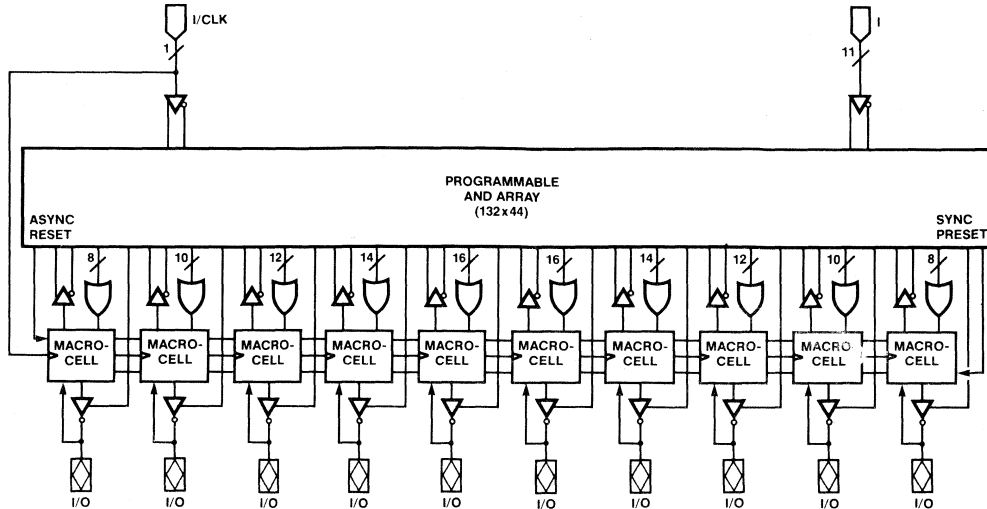 I/CLK
I
1
11
PROGRAMMABLE
AND ARRAY
(132x44)
ASYNC
RESET
SYNC
PRESET
8
10
12
14
16
16
14
12
10
8
MACRO-
CELL
MACRO-
CELL
MACRO-
CELL
MACRO-
CELL
MACRO-
CELL
MACRO-
CELL
MACRO-
CELL
MACRO-
CELL
MACRO-
CELL
MACRO-
CELL
I/O
I/O
I/O
I/O
I/O
I/O
I/O
I/O
I/O
I/O